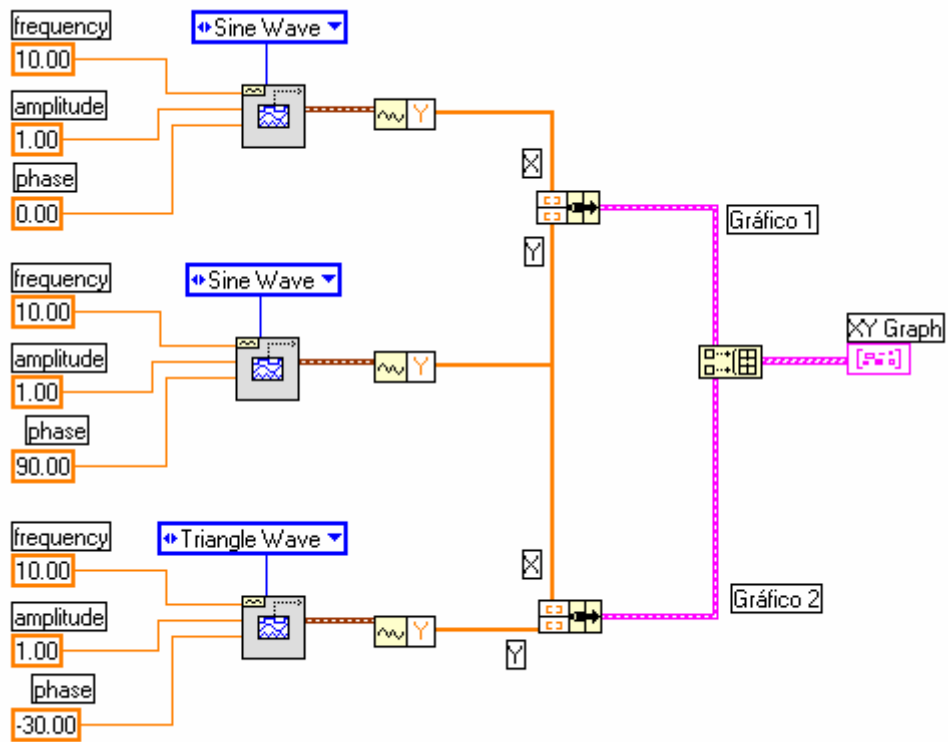 frequency
Sine Wave
10.00
amplitude
1.00
Y
phase
X
0.00
Gráfico 1
Y
frequency
Sine Wave
10.00
XY Graph
amplitude
Y
1.00
phase
90.00
frequency
Triangle Wave
10.00
X
Gráfico 2
amplitude
Y
1.00
Y
phase
-30.00